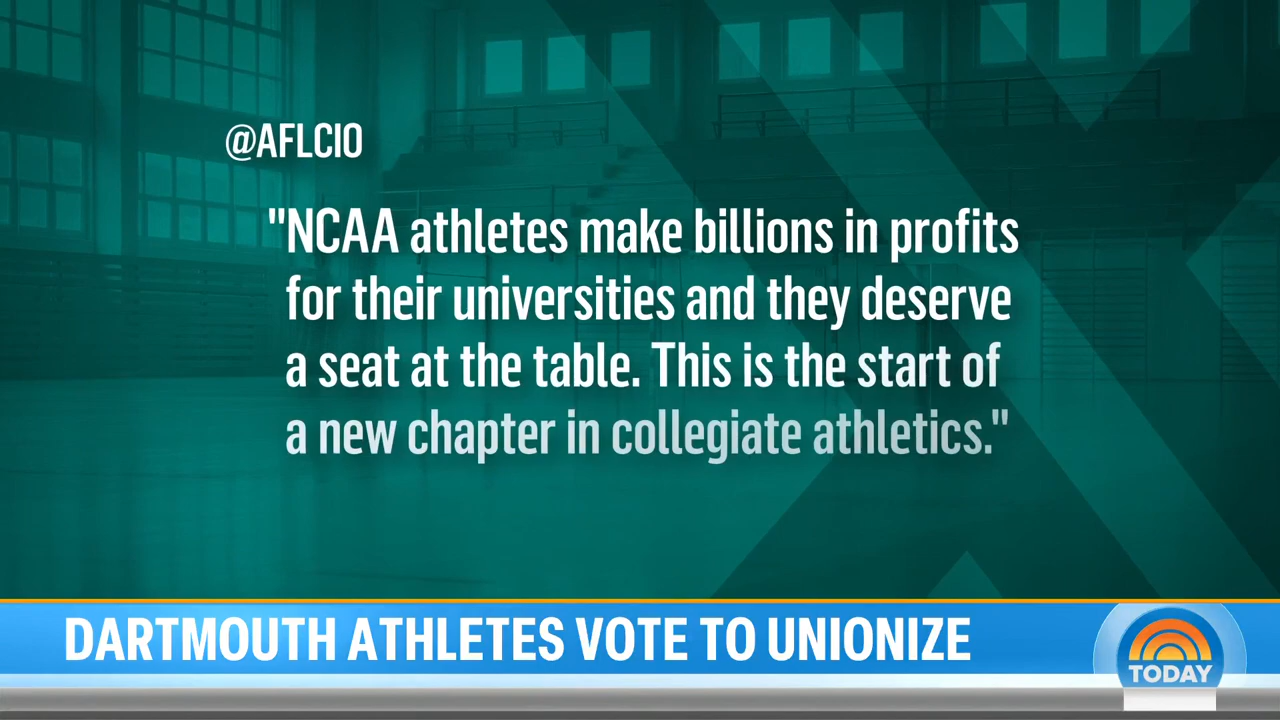 @AFLCIO
"NCAA athletes make billions in profits
for their universities and they deserve
a seat at the table. This is the start of
a new chapter in collegiate athletics."
DARTMOUTH ATHLETES VOTE TO UNIONIZE
TODAY